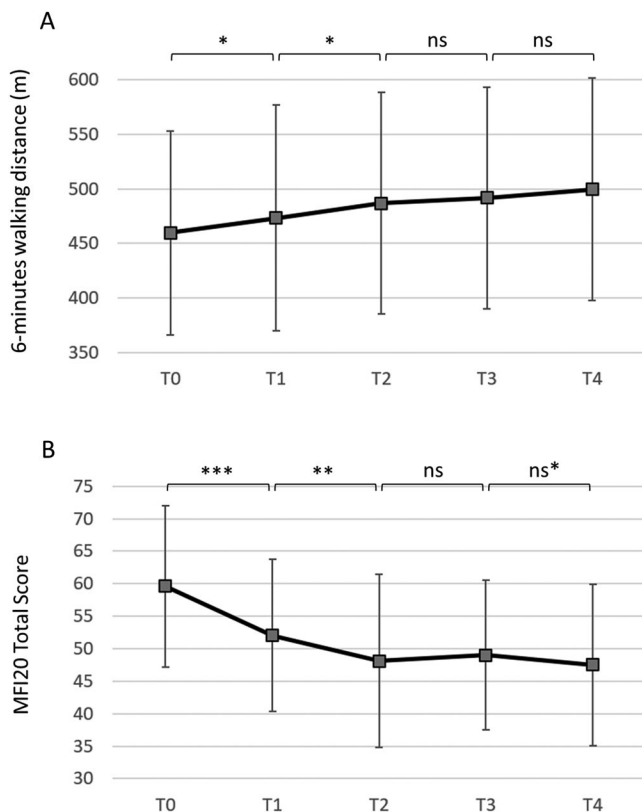 A
* * ns ns
6-minutes walking distance (m)
600
550
500
450
400
350
T0 T1 T2 T3 T4
B
*** ** ns ns*
MFI20 Total Score
75
70
65
60
55
50
45
40
35
30
T0 T1 T2 T3 T4